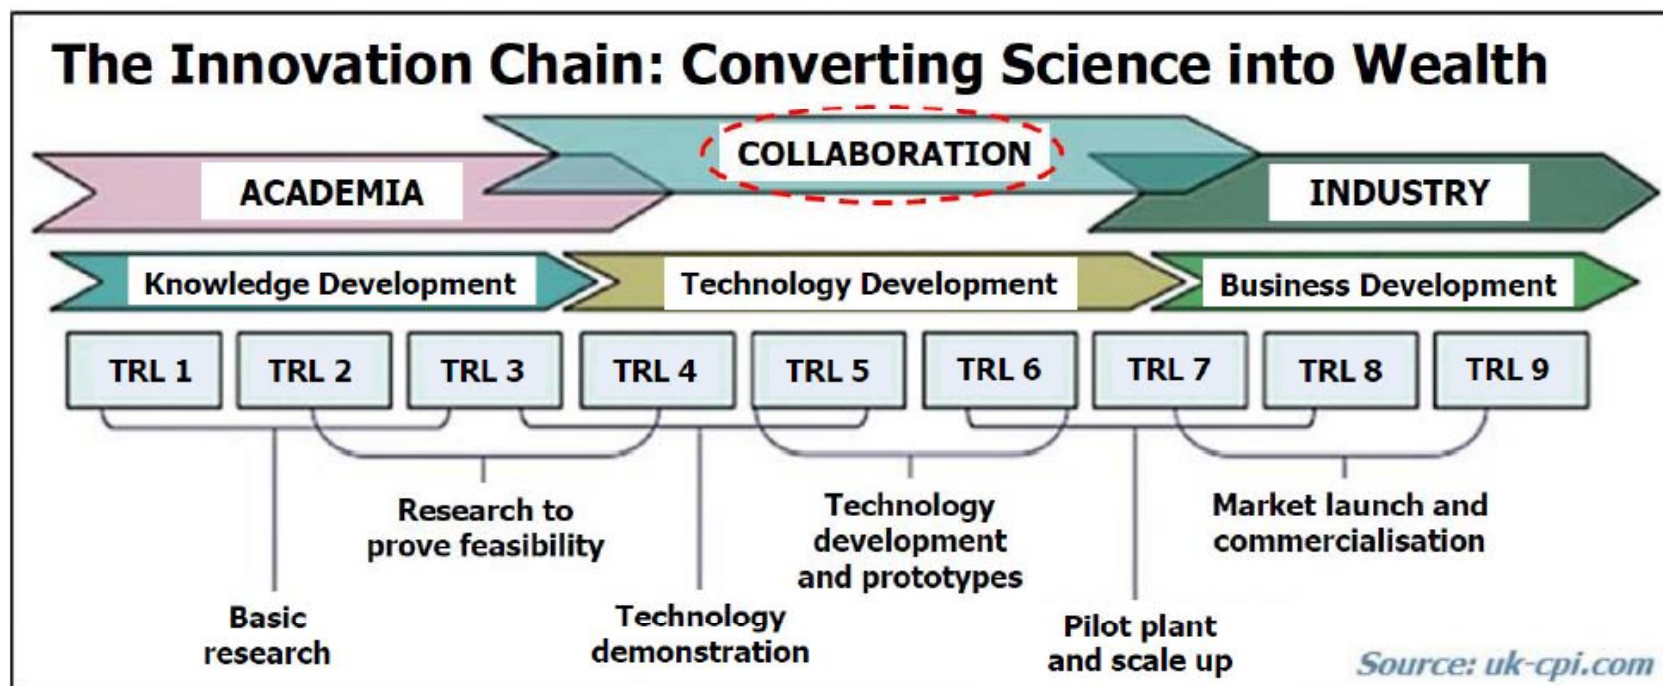 The Innovation Chain: Converting Science into Wealth
COLLABORATION
ACADEMIA
INDUSTRY
Knowledge Development
Technology Development
Business Development
TRL 1
TRL 2
TRL 3
TRL 4
TRL 5
TRL 6
TRL 7
TRL 8
TRL 9
Basic
research
Research to
prove feasibility
Technology
demonstration
Technology
development
and prototypes
Pilot plant
and scale up
Market launch and
commercialisation
Source: uk-cpi.com